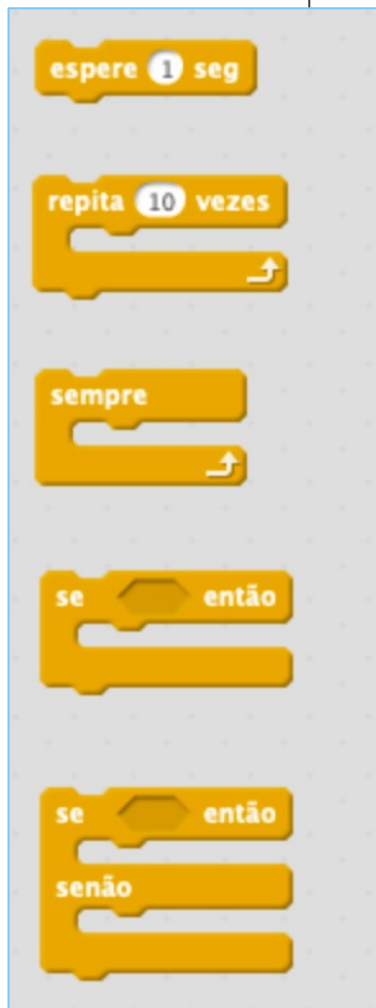 espere 1 seg
repita 10 vezes
sempre
se então
se então
senão